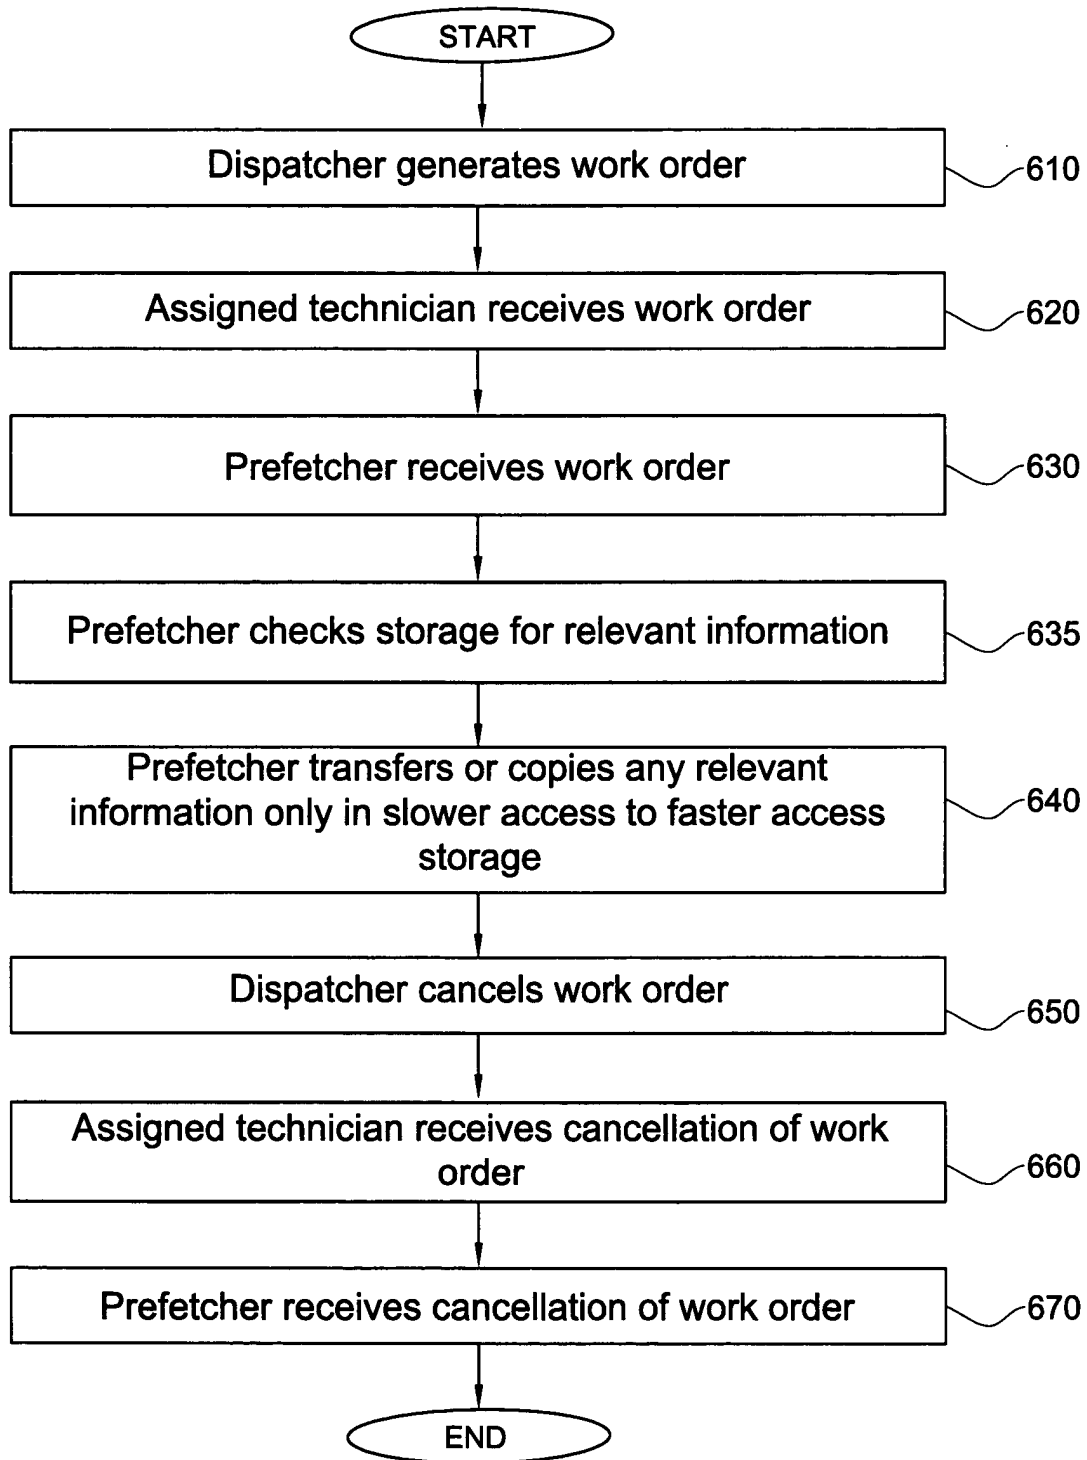 START
Dispatcher generates work order
610
Assigned technician receives work order
620
Prefetcher receives work order
630
Prefetcher checks storage for relevant information
635
Prefetcher transfers or copies any relevant
information only in slower access to faster access
storage
640
Dispatcher cancels work order
650
Assigned technician receives cancellation of work
order
660
Prefetcher receives cancellation of work order
670
END